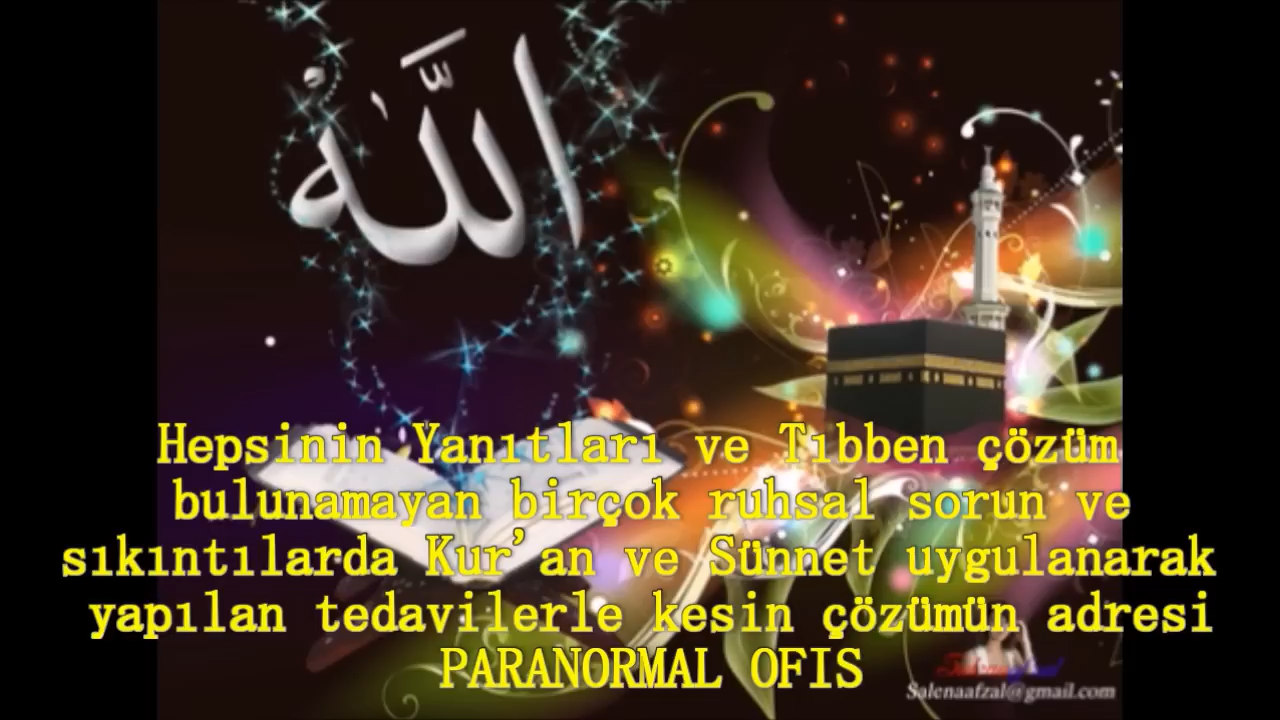 اللّٰه
Hepsinin Yanıtları ve Tıbben çözüm
bulunamayan birçok ruhsal sorun ve
sıkıntılarda Kur'an ve Sünnet uygulanarak
yapılan tedavilerle kesin çözümün adresi
PARANORMAL OFIS
Salenaafzal@gmail.com